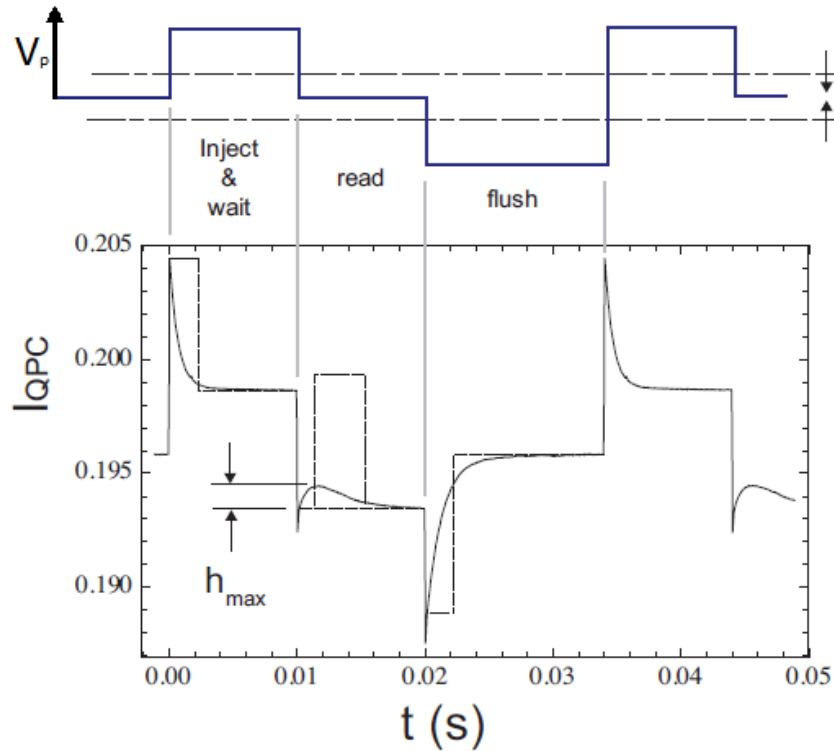 Vp
Inject
&
wait
read
flush
0.205
0.200
0.195
0.190
IQPC
hmax
0.00
0.01
0.02
0.03
0.04
0.05
t (s)